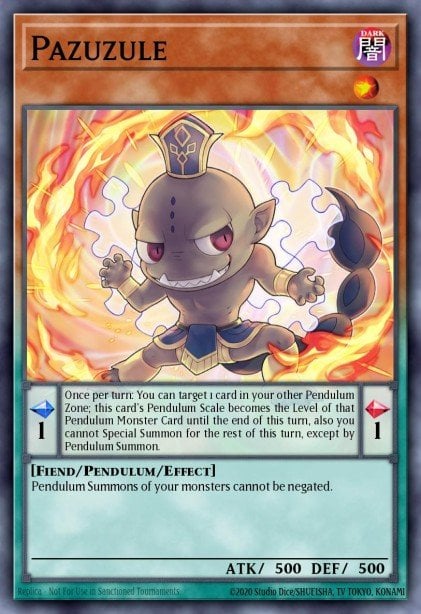 PAZUZULE
DARK
闇
Once per turn: You can target 1 card in your other Pendulum
Zone; this card's Pendulum Scale becomes the Level of that
Pendulum Monster Card until the end of this turn, also you
cannot Special Summon for the rest of this turn, except by
Pendulum Summon.
1
1
[FIEND/PENDULUM/EFFECT]
Pendulum Summons of your monsters cannot be negated.
ATK/ 500 DEF/ 500
Replica - Not For Use in Sanctioned Tournaments
©2020 Studio Dice/SHUEISHA, TV TOKYO, KONAMI